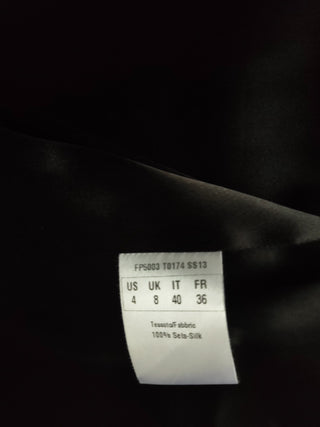 FP5003 T0174 SS13
US UK IT FR
4 8 40 36
Tessuto/Fabbric
100% Seta-Silk